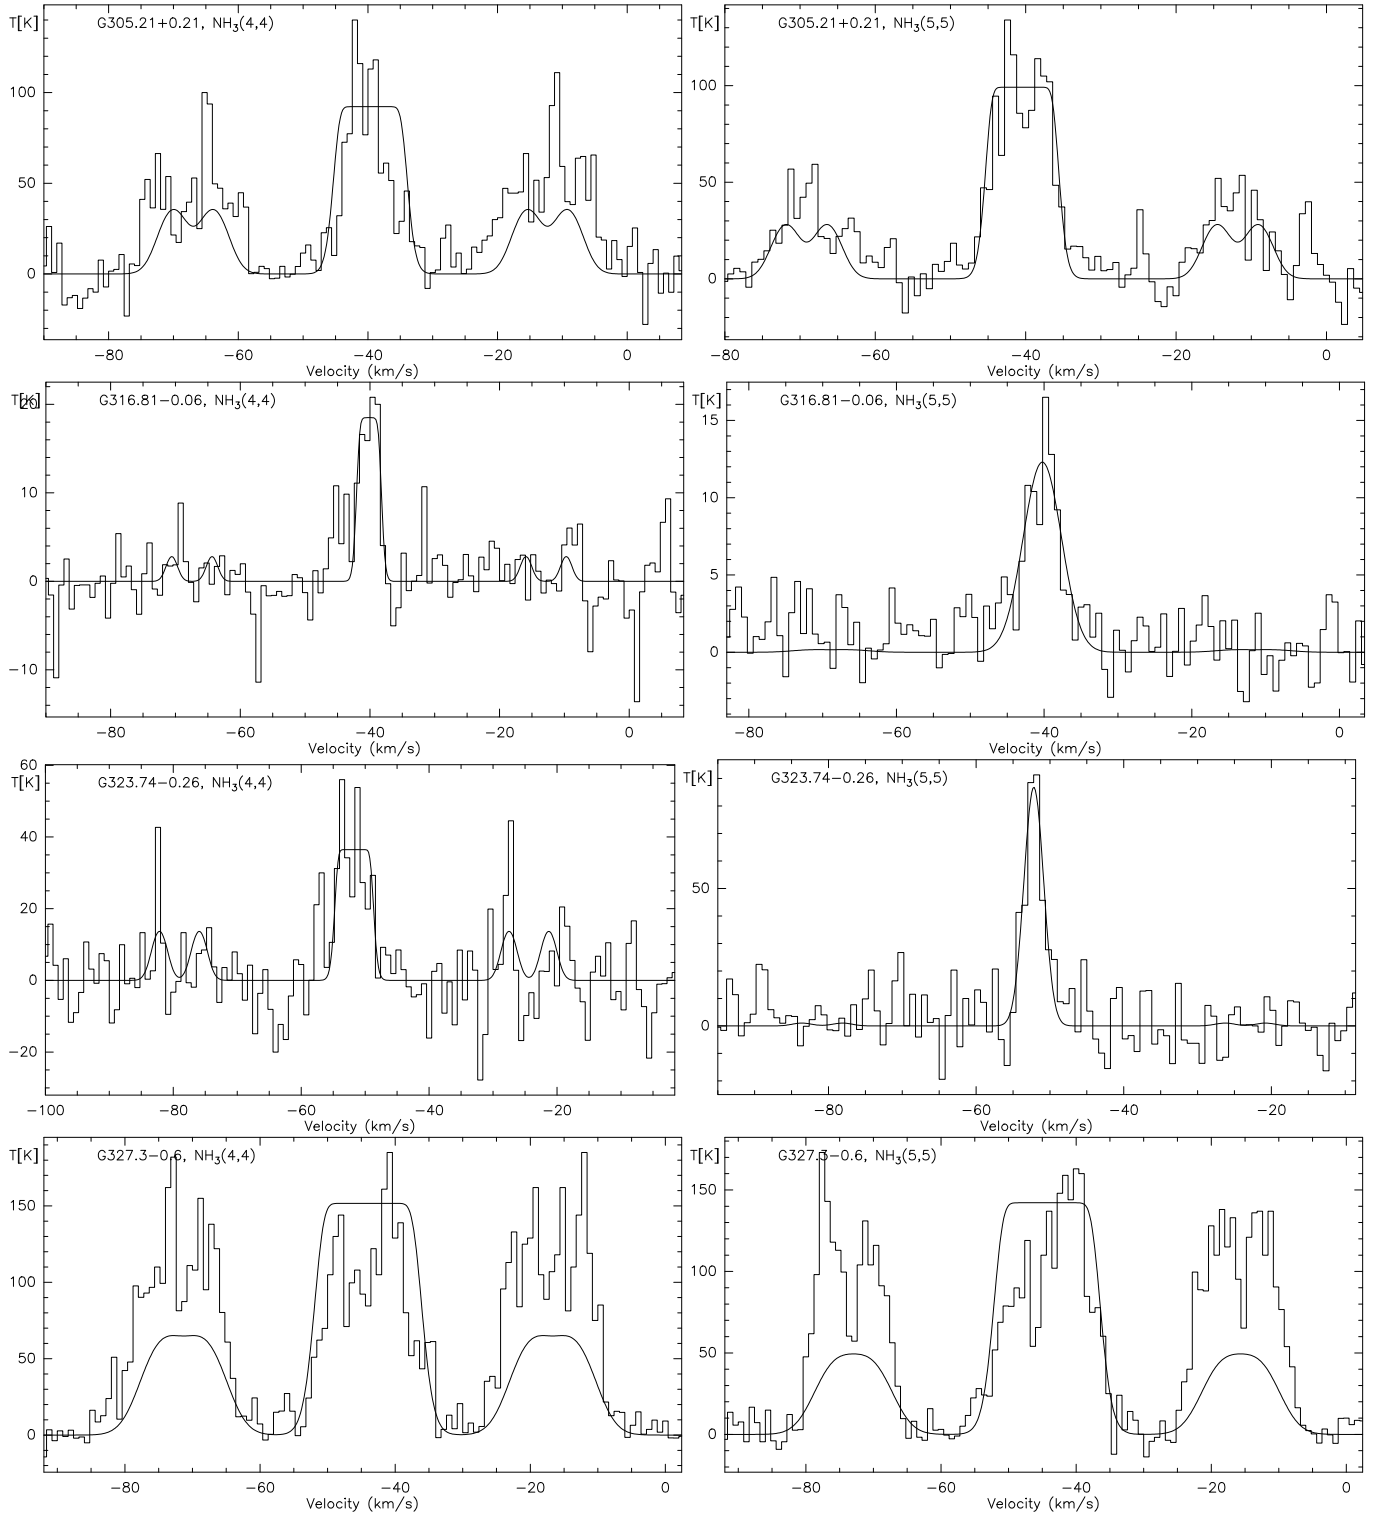 T[K] G305.21+0.21, NH3(4,4)
100
50
0
−80 −60 −40 −20 0
Velocity (km/s)
T[K] G305.21+0.21, NH3(5,5)
100
50
0
−80 −60 −40 −20 0
Velocity (km/s)
T[K] G316.81−0.06, NH3(4,4)
20
10
0
−10
−80 −60 −40 −20 0
Velocity (km/s)
T[K] G316.81−0.06, NH3(5,5)
15
10
5
0
−80 −60 −40 −20 0
Velocity (km/s)
60
T[K] G323.74−0.26, NH3(4,4)
40
20
0
−20
−100 −80 −60 −40 −20
Velocity (km/s)
T[K] G323.74−0.26, NH3(5,5)
50
0
−80 −60 −40 −20
Velocity (km/s)
T[K] G327.3−0.6, NH3(4,4)
150
100
50
0
−80 −60 −40 −20 0
Velocity (km/s)
T[K] G327.3−0.6, NH3(5,5)
150
100
50
0
−80 −60 −40 −20 0
Velocity (km/s)